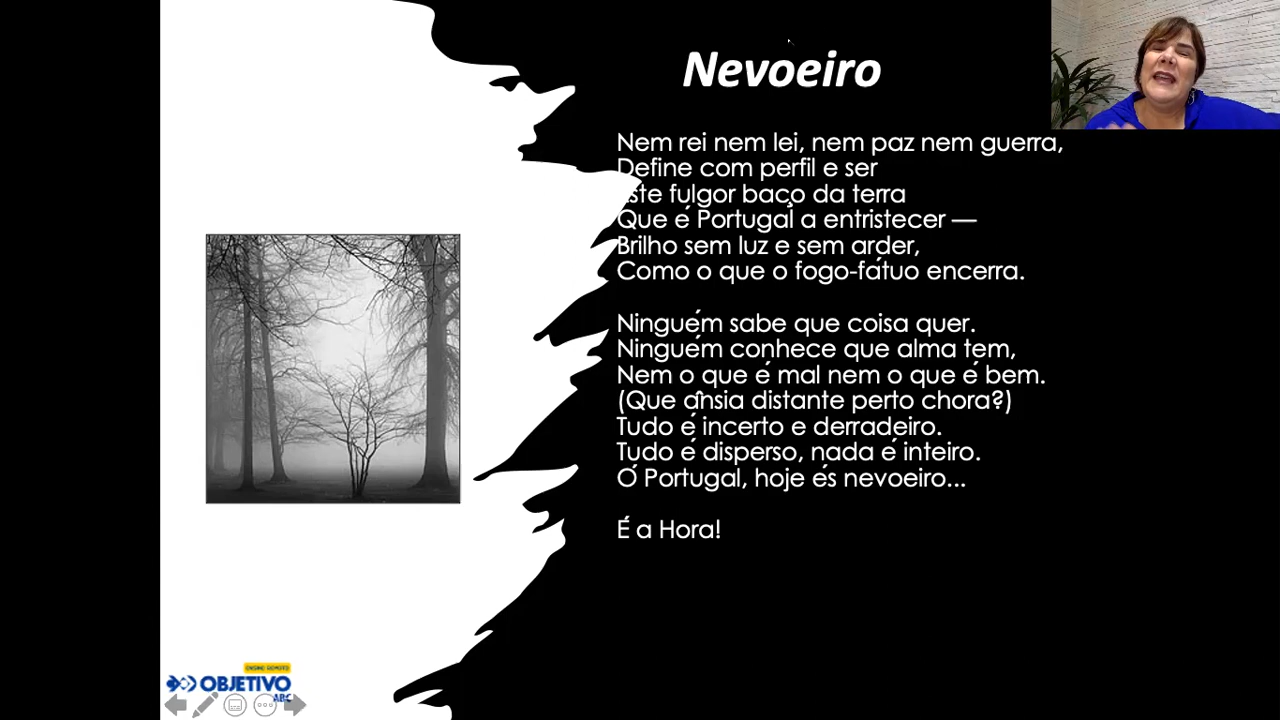 Nevoeiro
Nem rei nem lei, nem paz nem guerra,
Define com perfil e ser
Este fulgor baço da terra
Que é Portugal a entristecer —
Brilho sem luz e sem arder,
Como o que o fogo-fátuo encerra.
Ninguém sabe que coisa quer.
Ninguém conhece que alma tem,
Nem o que é mal nem o que é bem.
(Que ânsia distante perto chora?)
Tudo é incerto e derradeiro.
Tudo é disperso, nada é inteiro.
Ó Portugal, hoje és nevoeiro...
É a Hora!
ENSINO REMOTO
OBJETIVO
ABC